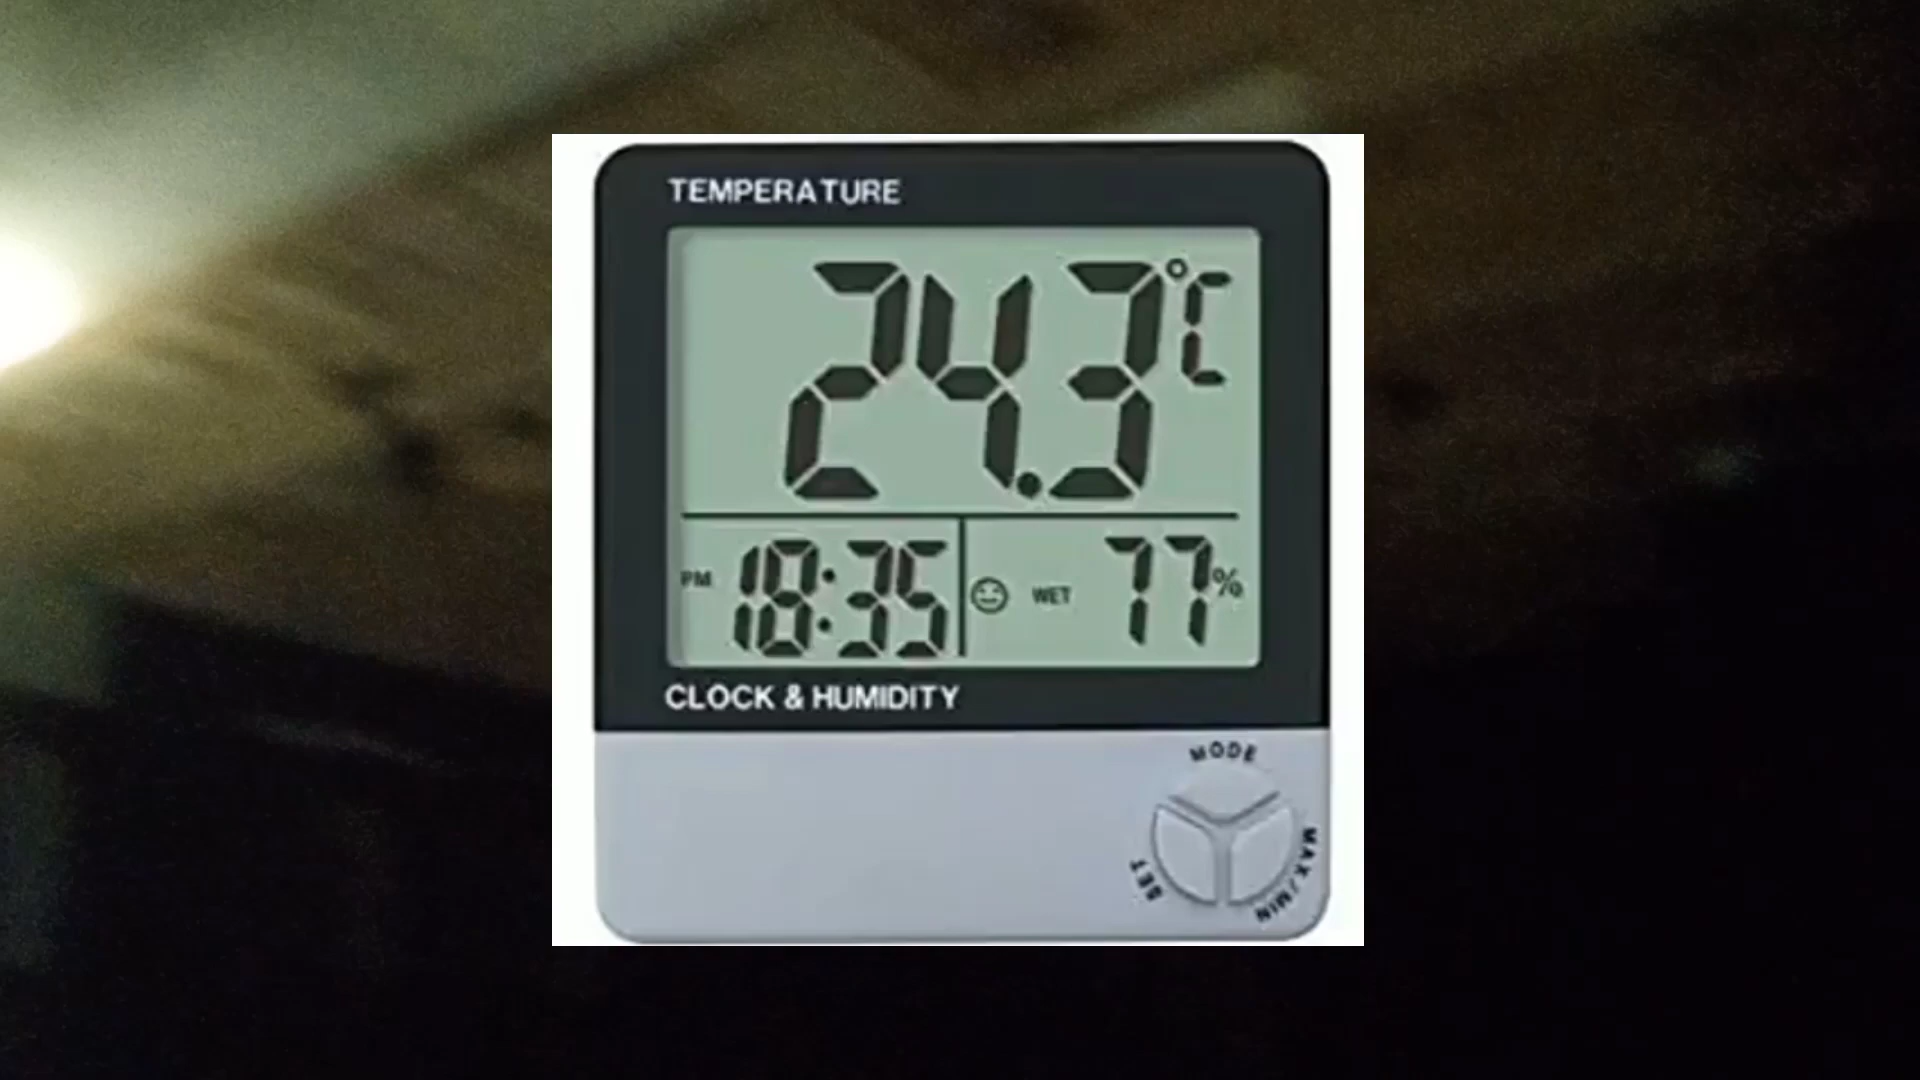 TEMPERATURE
24.3 °C
PM 18:35 WET 77%
CLOCK & HUMIDITY
MODE
SET
MAX/MIN